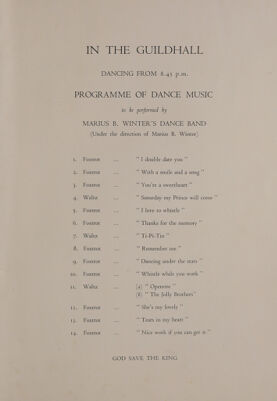 IN THE GUILDHALL
DANCING FROM 8.45 p.m.
PROGRAMME OF DANCE MUSIC
to be performed by
MARIUS B. WINTER'S DANCE BAND
(Under the direction of Marius B. Winter)
1. Foxtrot ... "I double dare you"
2. Foxtrot ... "With a smile and a song"
3. Foxtrot ... "You're a sweetheart"
4. Waltz ... "Saturday my Prince will come"
5. Foxtrot ... "I love to whistle"
6. Foxtrot ... "Thanks for the memory"
7. Waltz ... "Ti-Pi-Tin"
8. Foxtrot ... "Remember me"
9. Foxtrot ... "Dancing under the stars"
10. Foxtrot ... "Whistle while you work"
11. Waltz ... (a) "Operette"
(b) "The Jolly Brothers"
12. Foxtrot ... "She's my lovely"
13. Foxtrot ... "Tears in my heart"
14. Foxtrot ... "Nice work if you can get it"
GOD SAVE THE KING